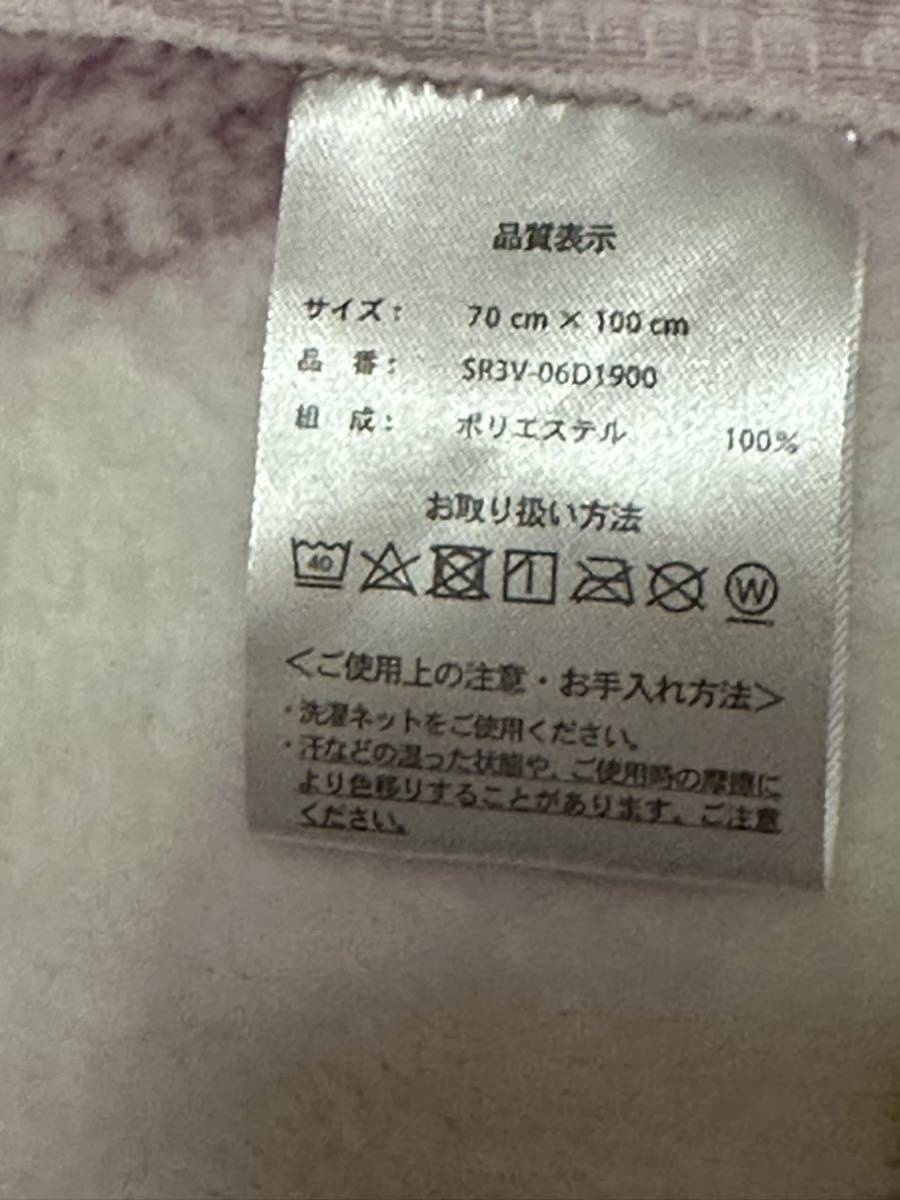 品質表示
サイズ： 70 cm × 100 cm
品　番： SR3V-06D1900
組　成： ポリエステル 100%
お取り扱い方法
40 W
＜ご使用上の注意・お手入れ方法＞
・洗濯ネットをご使用ください。
・汗などの湿った状態や、ご使用時の摩擦に
より色移りすることがあります。ご注意
ください。